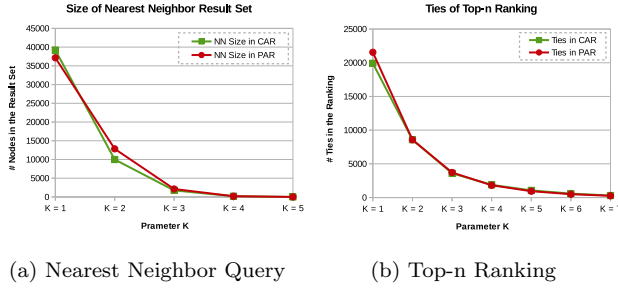 Size of Nearest Neighbor Result Set
45000
40000
35000
30000
25000
20000
15000
10000
5000
0
# Nodes in the Result Set
NN Size in CAR
NN Size in PAR
K = 1 K = 2 K = 3 K = 4 K = 5
Prameter K
(a) Nearest Neighbor Query
Ties of Top-n Ranking
25000
20000
15000
10000
5000
0
# Ties in the Ranking
Ties in CAR
Ties in PAR
K = 1 K = 2 K = 3 K = 4 K = 5 K = 6 K =
Parameter K
(b) Top-n Ranking